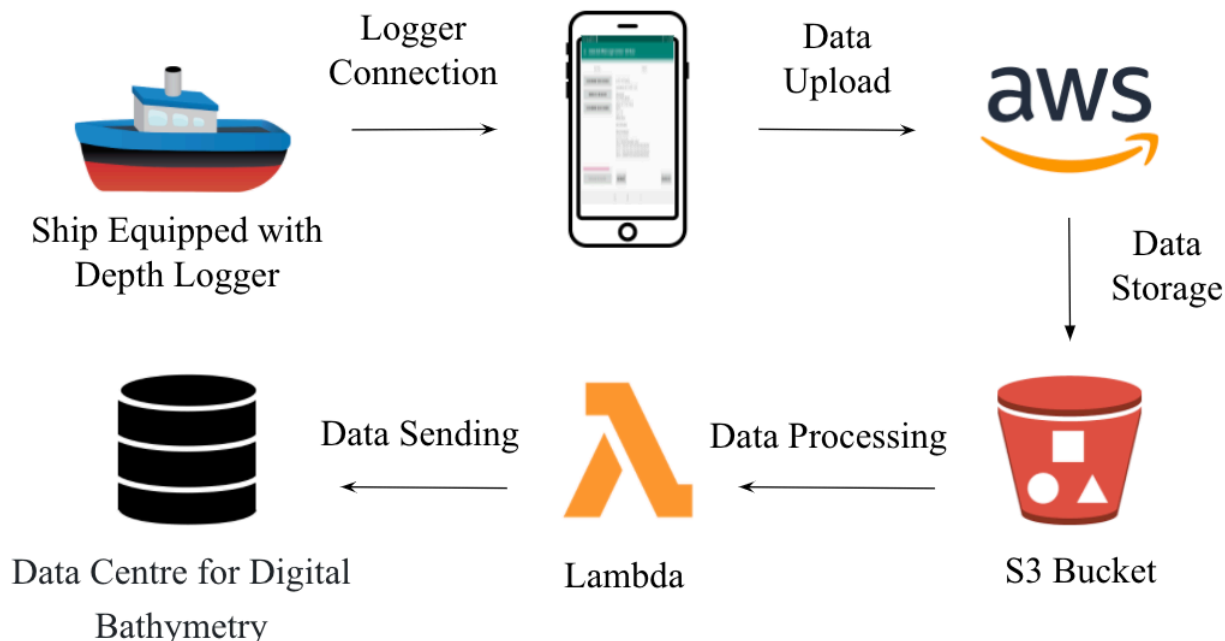 Logger
Connection
Data
Upload
aws
Ship Equipped with
Depth Logger
Data
Storage
Data Sending
Data Processing
Data Centre for Digital
Bathymetry
Lambda
S3 Bucket